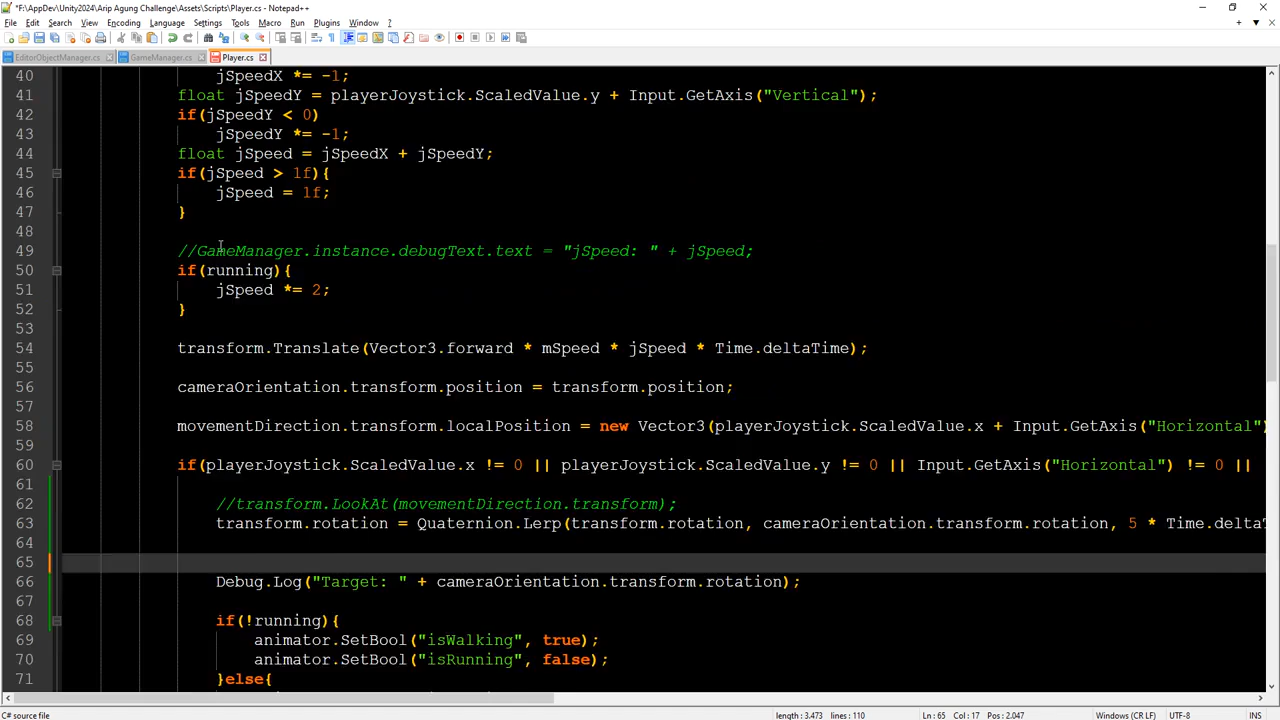 *F:\AppDev\Unity2024\Arip Agung Challenge\Assets\Scripts\Player.cs - Notepad++
File Edit Search View Encoding Language Settings Tools Macro Run Plugins Window ?
EditorObjectManager.cs GameManager.cs Player.cs
40 jSpeedX *= -1;
41 float jSpeedY = playerJoystick.ScaledValue.y + Input.GetAxis("Vertical");
42 if(jSpeedY < 0)
43 jSpeedY *= -1;
44 float jSpeed = jSpeedX + jSpeedY;
45 if(jSpeed > 1f){
46 jSpeed = 1f;
47 }
48
49 //GameManager.instance.debugText.text = "jSpeed: " + jSpeed;
50 if(running){
51 jSpeed *= 2;
52 }
53
54 transform.Translate(Vector3.forward * mSpeed * jSpeed * Time.deltaTime);
55
56 cameraOrientation.transform.position = transform.position;
57
58 movementDirection.transform.localPosition = new Vector3(playerJoystick.ScaledValue.x + Input.GetAxis("Horizontal")
59
60 if(playerJoystick.ScaledValue.x != 0 || playerJoystick.ScaledValue.y != 0 || Input.GetAxis("Horizontal") != 0 ||
61
62 //transform.LookAt(movementDirection.transform);
63 transform.rotation = Quaternion.Lerp(transform.rotation, cameraOrientation.transform.rotation, 5 * Time.deltaT
64
65
66 Debug.Log("Target: " + cameraOrientation.transform.rotation);
67
68 if(!running){
69 animator.SetBool("isWalking", true);
70 animator.SetBool("isRunning", false);
71 }else{
C# source file length : 3.473 lines : 110 Ln : 65 Col : 17 Pos : 2.047 Windows (CR LF) UTF-8 INS